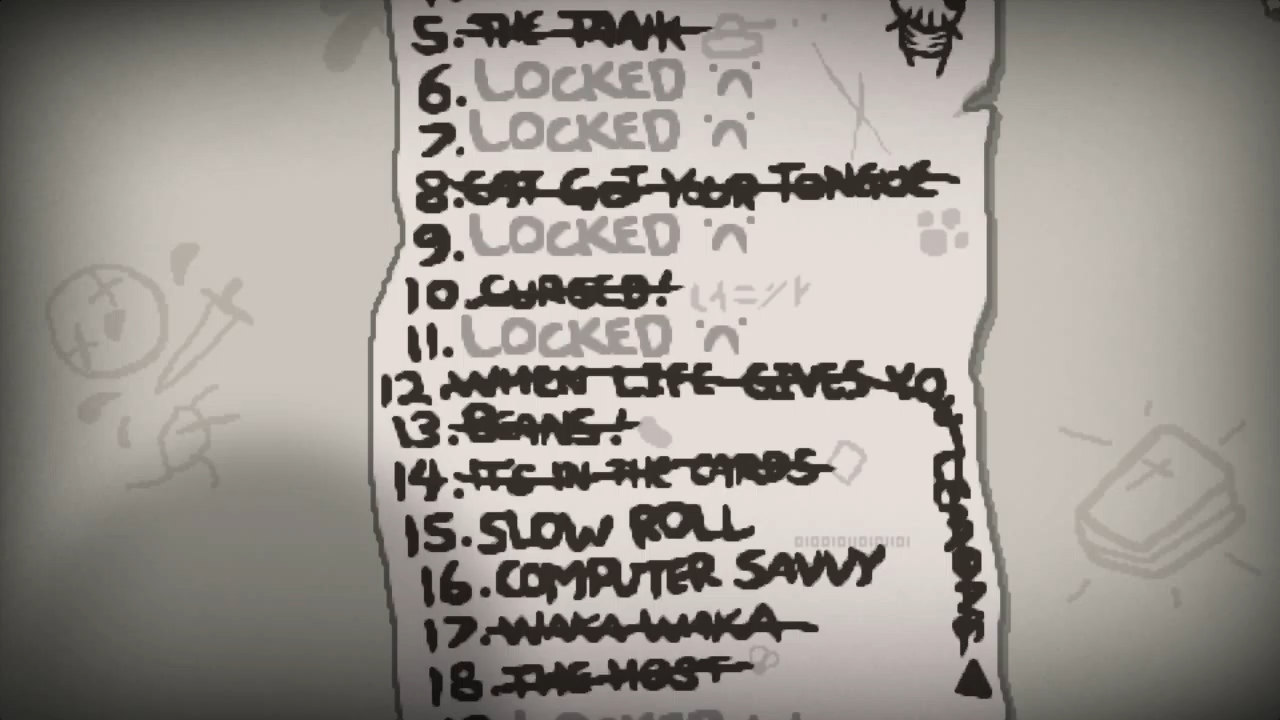 5. THE TANK
6. LOCKED
7. LOCKED
8. CAT GOT YOUR TONGUE
9. LOCKED
10. CURSED!
11. LOCKED
12. WHEN LIFE GIVES YOU LEMONS
13. BEANS!
14. IT'S IN THE CARDS
15. SLOW ROLL
16. COMPUTER SAVVY
17. WAKA WAKA
18. THE HOST
LOCKED